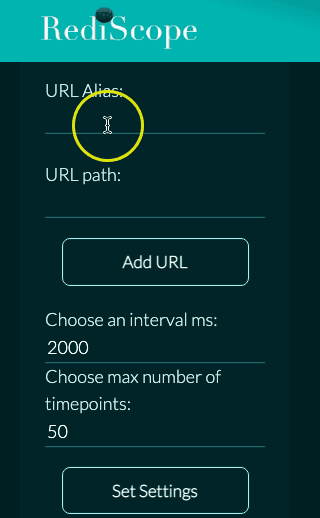 RediScope
URL Alias:
URL path:
Add URL
Choose an interval ms:
2000
Choose max number of
timepoints:
50
Set Settings